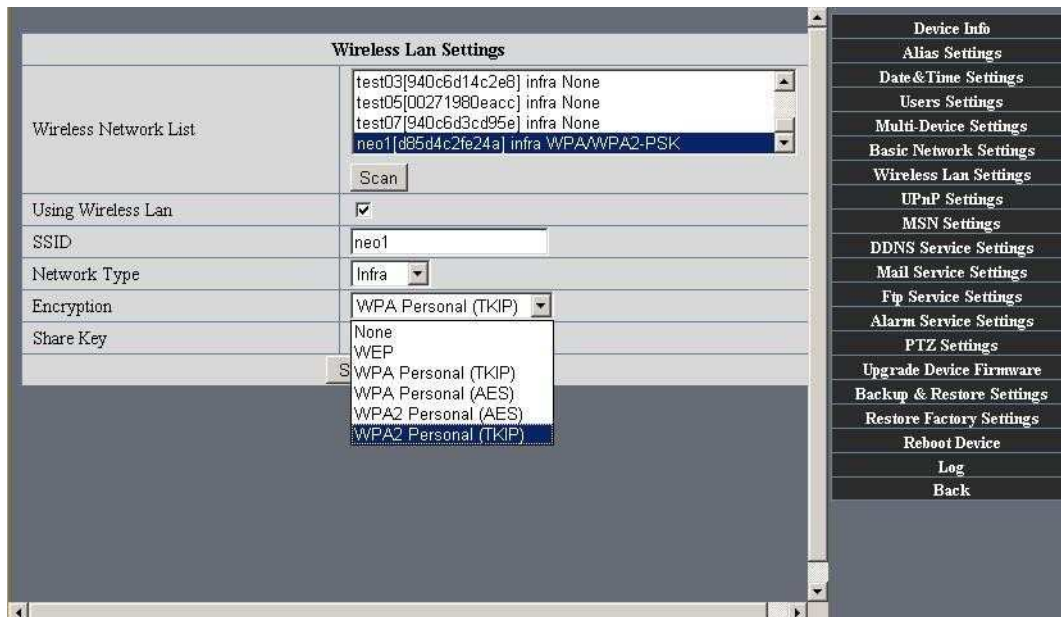 Wireless Lan Settings
Wireless Network List
test03[940c6d14c2e8] infra None
test05[00271980eacc] infra None
test07[940c6d3cd95e] infra None
neo1[d85d4c2fe24a] infra WPA/WPA2-PSK
Scan
Using Wireless Lan
SSID
neo1
Network Type
Infra
Encryption
WPA Personal (TKIP)
Share Key
None
WEP
WPA Personal (TKIP)
WPA Personal (AES)
WPA2 Personal (AES)
WPA2 Personal (TKIP)
S
Device Info
Alias Settings
Date&Time Settings
Users Settings
Multi-Device Settings
Basic Network Settings
Wireless Lan Settings
UPnP Settings
MSN Settings
DDNS Service Settings
Mail Service Settings
Ftp Service Settings
Alarm Service Settings
PTZ Settings
Upgrade Device Firmware
Backup & Restore Settings
Restore Factory Settings
Reboot Device
Log
Back